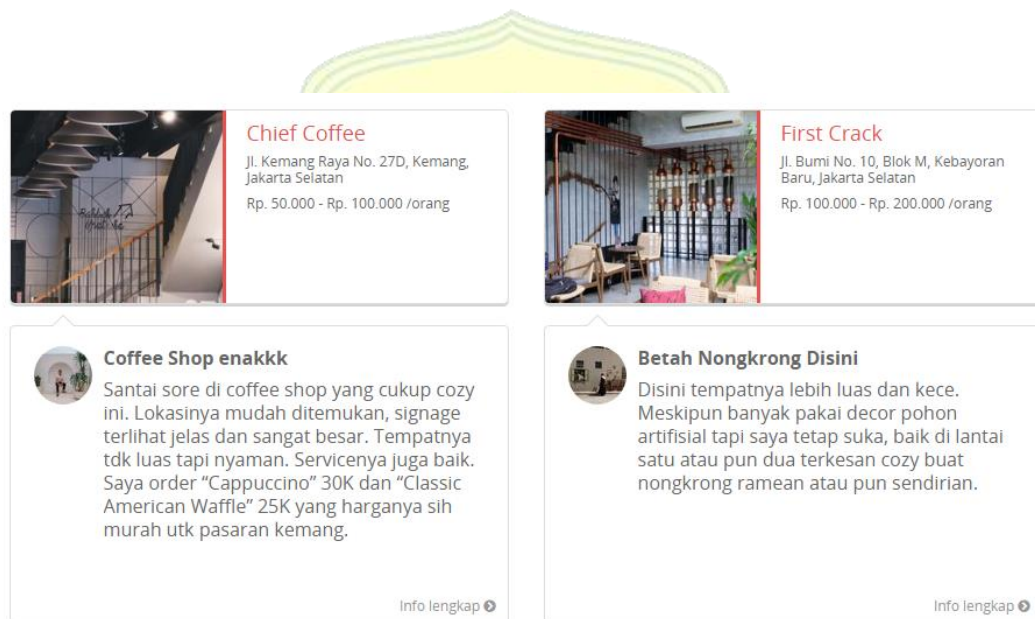 Chief Coffee
Jl. Kemang Raya No. 27D, Kemang,
Jakarta Selatan
Rp. 50.000 - Rp. 100.000 /orang
Coffee Shop enakkk
Santai sore di coffee shop yang cukup cozy
ini. Lokasinya mudah ditemukan, signage
terlihat jelas dan sangat besar. Tempatnya
tdk luas tapi nyaman. Servicenya juga baik.
Saya order “Cappuccino” 30K dan “Classic
American Waffle” 25K yang harganya sih
murah utk pasaran kemang.
Info lengkap
First Crack
Jl. Bumi No. 10, Blok M, Kebayoran
Baru, Jakarta Selatan
Rp. 100.000 - Rp. 200.000 /orang
Betah Nongkrong Disini
Disini tempatnya lebih luas dan kece.
Meskipun banyak pakai decor pohon
artifisial tapi saya tetap suka, baik di lantai
satu atau pun dua terkesan cozy buat
nongkrong ramean atau pun sendirian.
Info lengkap